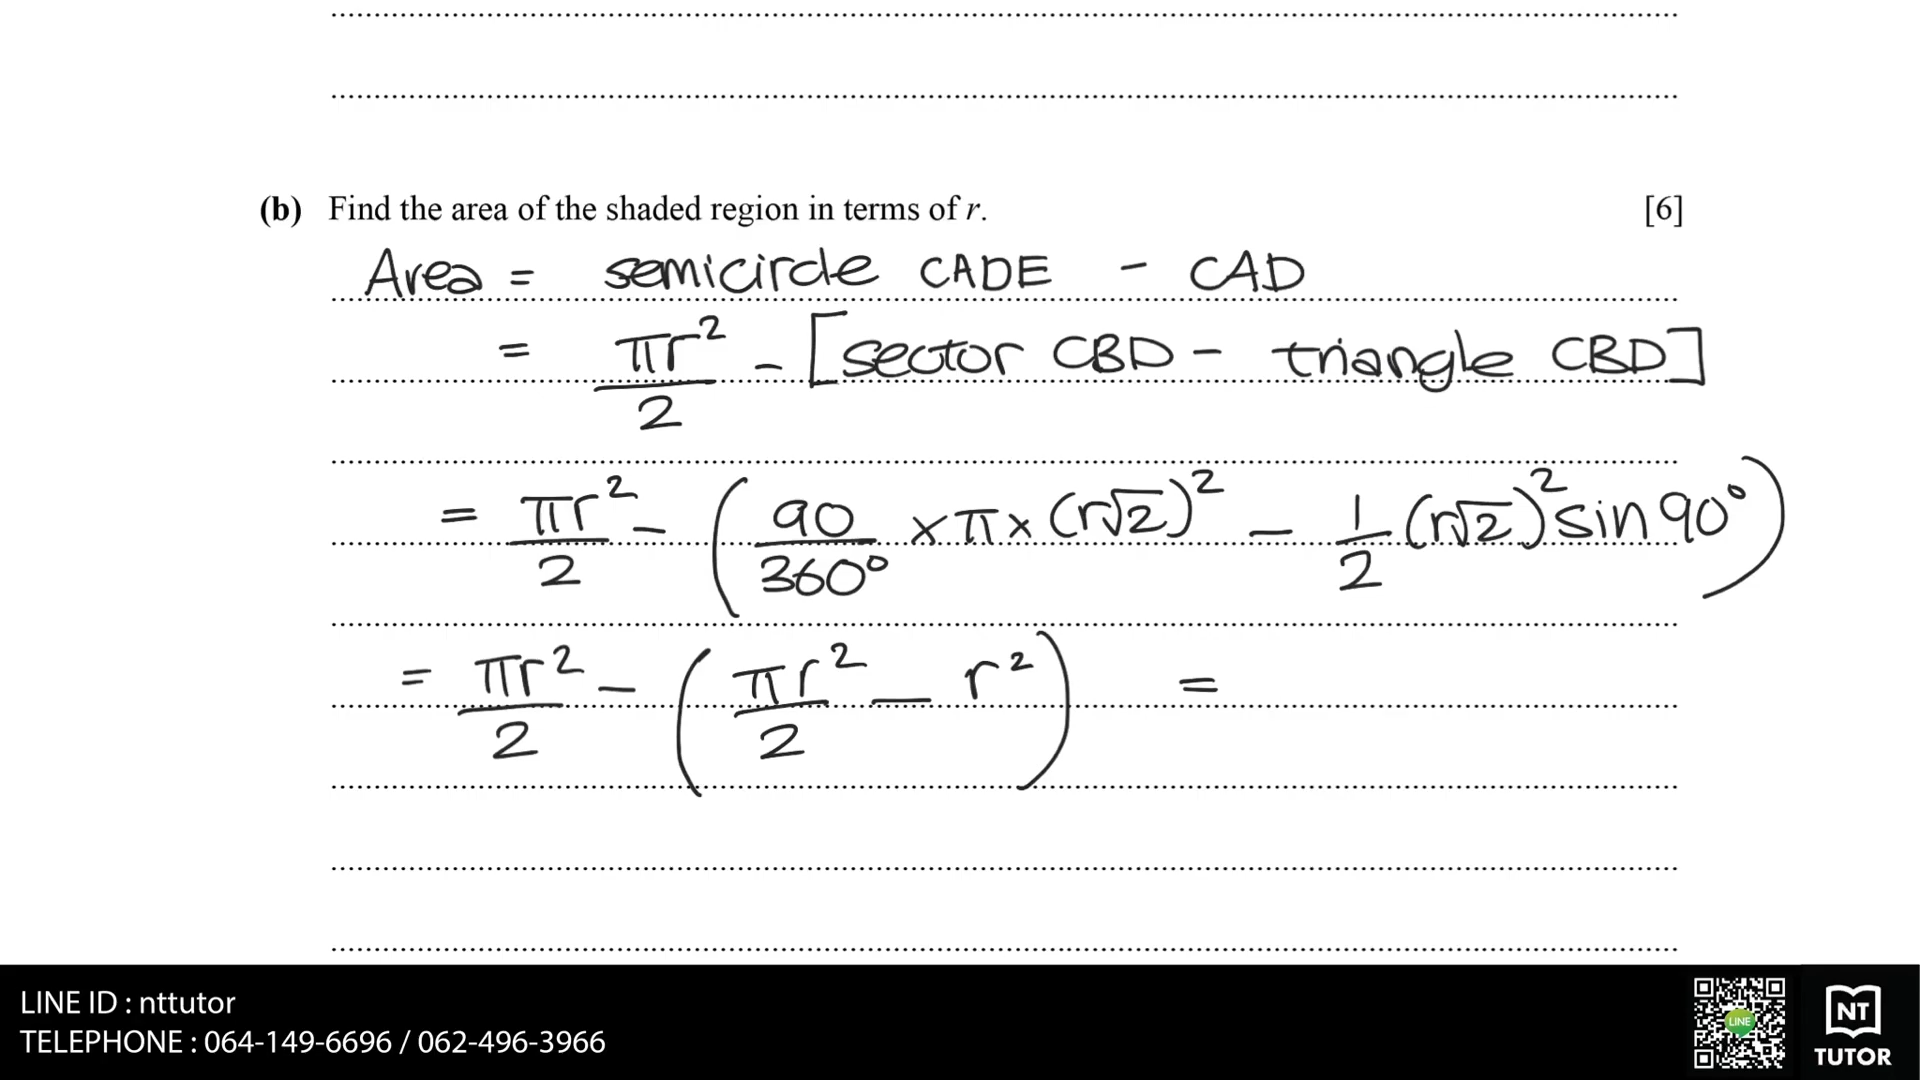 (b) Find the area of the shaded region in terms of r. [6]
Area = semicircle CADE - CAD
= πr²/2 - [sector CBD - triangle CBD]
= πr²/2 - (90/360° × π × (r√2)² - 1/2 (r√2)² sin 90°)
= πr²/2 - (πr²/2 - r²) =
LINE ID : nttutor
TELEPHONE : 064-149-6696 / 062-496-3966
LINE
NT
TUTOR